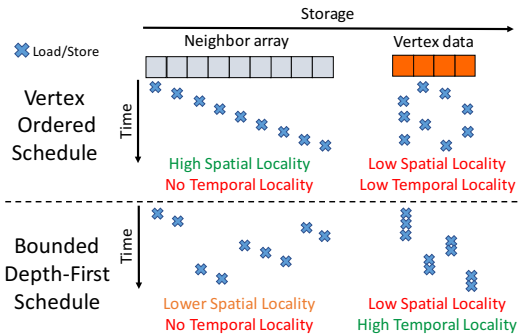 Storage
Load/Store
Neighbor array
Vertex data
Vertex
Ordered
Schedule
Time
High Spatial Locality
No Temporal Locality
Low Spatial Locality
Low Temporal Locality
Bounded
Depth-First
Schedule
Time
Lower Spatial Locality
No Temporal Locality
Low Spatial Locality
High Temporal Locality